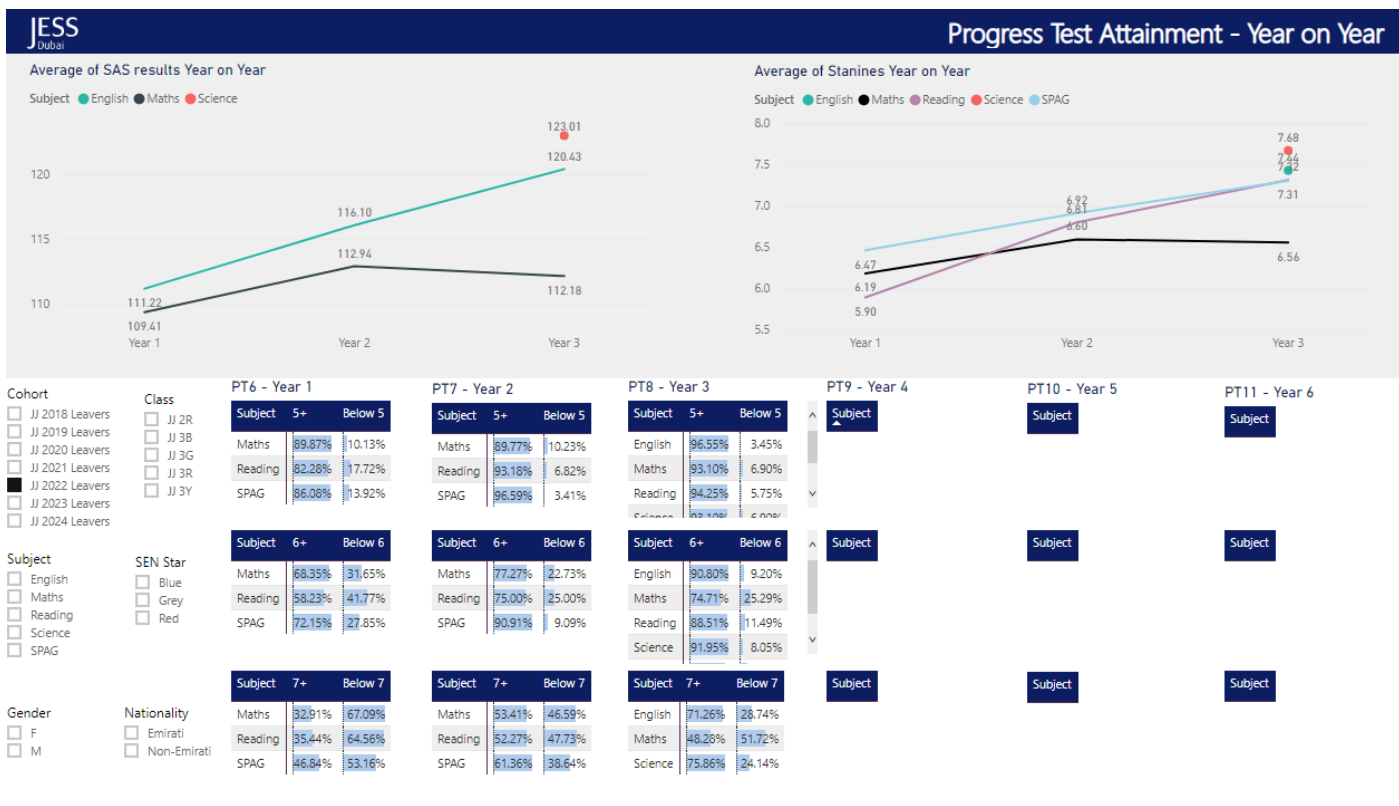 JESS
Dubai
Progress Test Attainment - Year on Year
Average of SAS results Year on Year
Subject English Maths Science
120
115
110
111.22
109.41
116.10
112.94
123.01
120.43
112.18
Year 1 Year 2 Year 3
Average of Stanines Year on Year
Subject English Maths Reading Science SPAG
8.0
7.5
7.0
6.5
6.0
5.5
6.47
6.19
5.90
6.92
6.81
6.60
7.68
7.44
7.32
7.31
6.56
Year 1 Year 2 Year 3
Cohort
JJ 2018 Leavers
JJ 2019 Leavers
JJ 2020 Leavers
JJ 2021 Leavers
JJ 2022 Leavers
JJ 2023 Leavers
JJ 2024 Leavers
Class
JJ 2R
JJ 3B
JJ 3G
JJ 3R
JJ 3Y
Subject
English
Maths
Reading
Science
SPAG
SEN Star
Blue
Grey
Red
Gender
F
M
Nationality
Emirati
Non-Emirati
PT6 - Year 1
Subject 5+ Below 5
Maths 89.87% 10.13%
Reading 82.28% 17.72%
SPAG 86.08% 13.92%
Subject 6+ Below 6
Maths 68.35% 31.65%
Reading 58.23% 41.77%
SPAG 72.15% 27.85%
Subject 7+ Below 7
Maths 32.91% 67.09%
Reading 35.44% 64.56%
SPAG 46.84% 53.16%
PT7 - Year 2
Subject 5+ Below 5
Maths 89.77% 10.23%
Reading 93.18% 6.82%
SPAG 96.59% 3.41%
Subject 6+ Below 6
Maths 77.27% 22.73%
Reading 75.00% 25.00%
SPAG 90.91% 9.09%
Subject 7+ Below 7
Maths 53.41% 46.59%
Reading 52.27% 47.73%
SPAG 61.36% 38.64%
PT8 - Year 3
Subject 5+ Below 5
English 96.55% 3.45%
Maths 93.10% 6.90%
Reading 94.25% 5.75%
Science 93.10% 6.90%
Subject 6+ Below 6
English 90.80% 9.20%
Maths 74.71% 25.29%
Reading 88.51% 11.49%
Science 91.95% 8.05%
Subject 7+ Below 7
English 71.26% 28.74%
Maths 48.28% 51.72%
Science 75.86% 24.14%
PT9 - Year 4
Subject
Subject
Subject
PT10 - Year 5
Subject
Subject
Subject
PT11 - Year 6
Subject
Subject
Subject